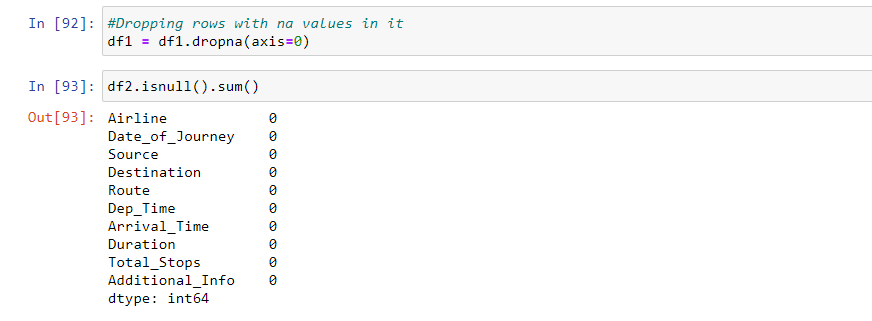 In [92]: #Dropping rows with na values in it
df1 = df1.dropna(axis=0)
In [93]: df2.isnull().sum()
Out[93]: Airline 0
Date_of_Journey 0
Source 0
Destination 0
Route 0
Dep_Time 0
Arrival_Time 0
Duration 0
Total_Stops 0
Additional_Info 0
dtype: int64